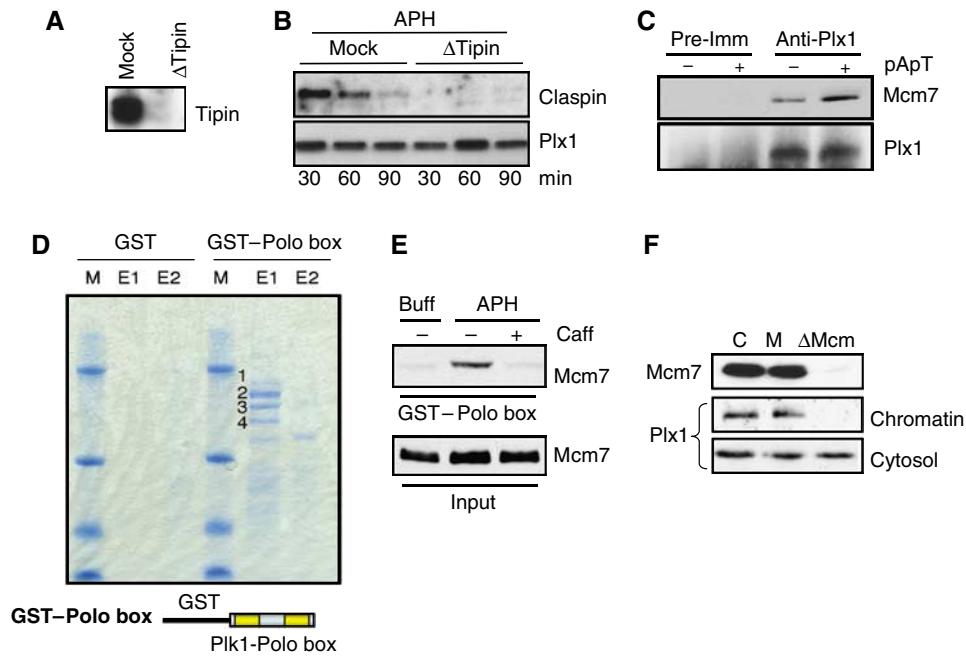 A
Mock
ΔTipin
Tipin
B
APH
Mock
ΔTipin
Claspin
Plx1
30 60 90 30 60 90 min
C
Pre-Imm Anti-Plx1
– + – + pApT
Mcm7
Plx1
D
GST GST–Polo box
M E1 E2 M E1 E2
1
2
3
4
GST–Polo box
GST
Plk1-Polo box
E
Buff APH
– – + Caff
Mcm7
GST–Polo box
Mcm7
Input
F
C M ΔMcm
Mcm7
Plx1
Chromatin
Cytosol